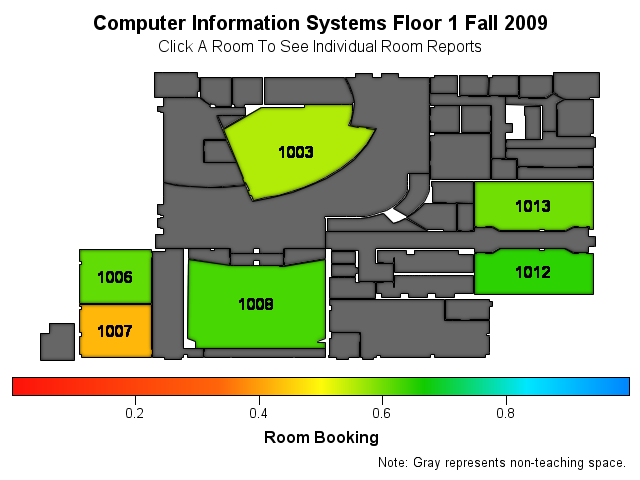 Computer Information Systems Floor 1 Fall 2009
Click A Room To See Individual Room Reports
1003
1013
1006
1012
1008
1007
0.2 0.4 0.6 0.8
Room Booking
Note: Gray represents non-teaching space.